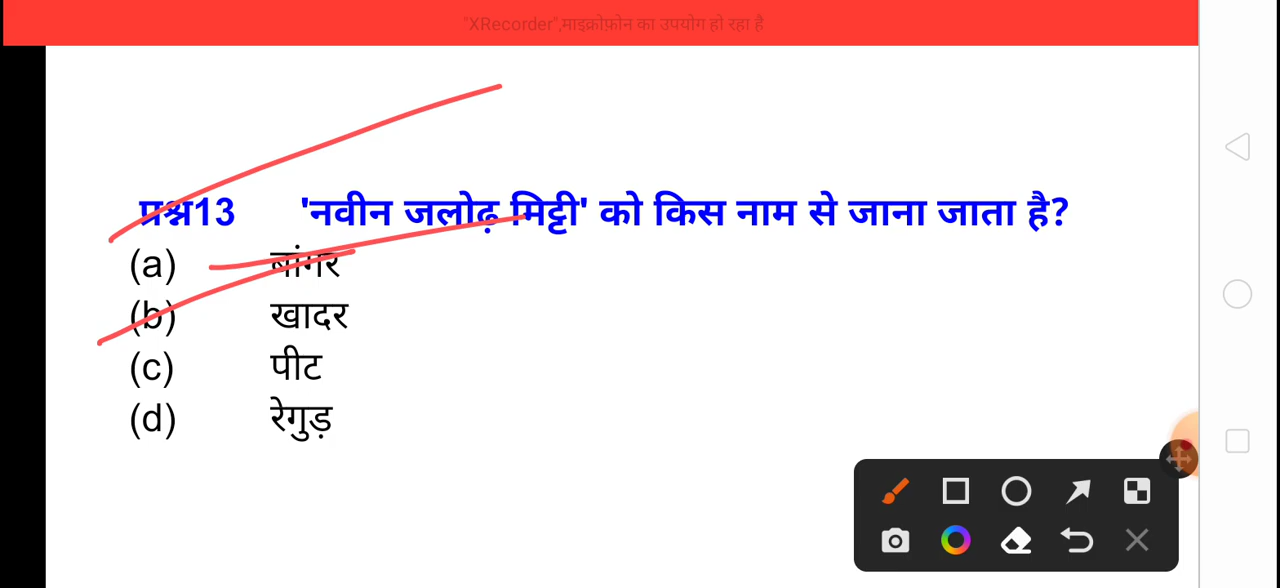 "XRecorder",माइक्रोफ़ोन का उपयोग हो रहा है
प्रश्न13 'नवीन जलोढ़ मिट्टी' को किस नाम से जाना जाता है?
(a) बांगर
(b) खादर
(c) पीट
(d) रेगुड़